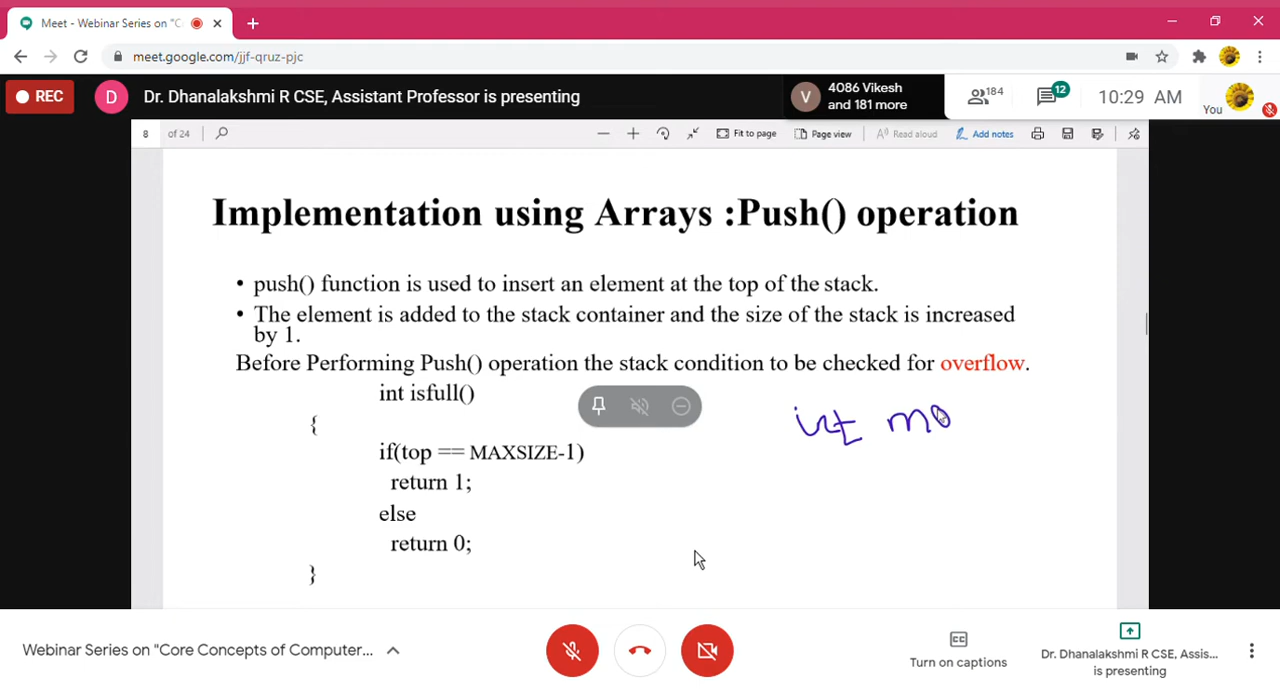 Meet - Webinar Series on "C
meet.google.com/jjf-qruz-pjc
REC
D
Dr. Dhanalakshmi R CSE, Assistant Professor is presenting
V
4086 Vikesh
and 181 more
184
12
10:29 AM
You
8 of 24
Fit to page
Page view
Read aloud
Add notes
Implementation using Arrays :Push() operation
• push() function is used to insert an element at the top of the stack.
• The element is added to the stack container and the size of the stack is increased
by 1.
Before Performing Push() operation the stack condition to be checked for overflow.
int isfull()
{
if(top == MAXSIZE-1)
return 1;
else
return 0;
}
int
Webinar Series on "Core Concepts of Computer...
Turn on captions
Dr. Dhanalakshmi R CSE, Assis...
is presenting